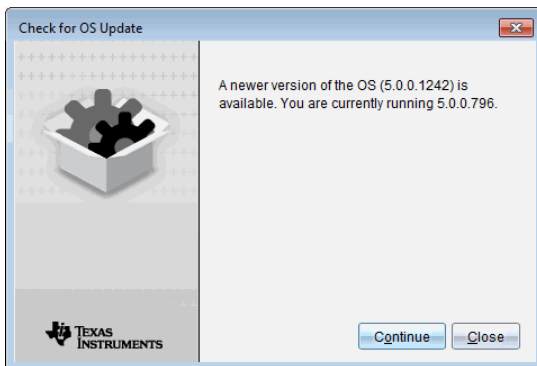 Check for OS Update
A newer version of the OS (5.0.0.1242) is
available. You are currently running 5.0.0.796.
TEXAS
INSTRUMENTS
Continue
Close